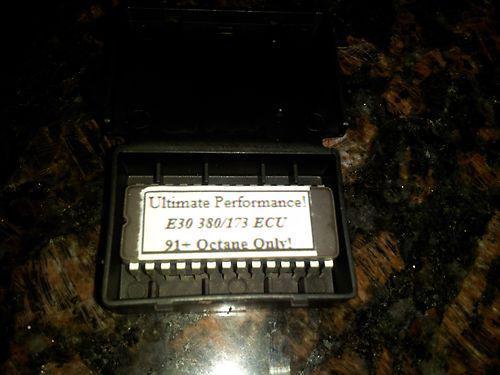 Ultimate Performance!
E30 380/173 ECU
91+ Octane Only!